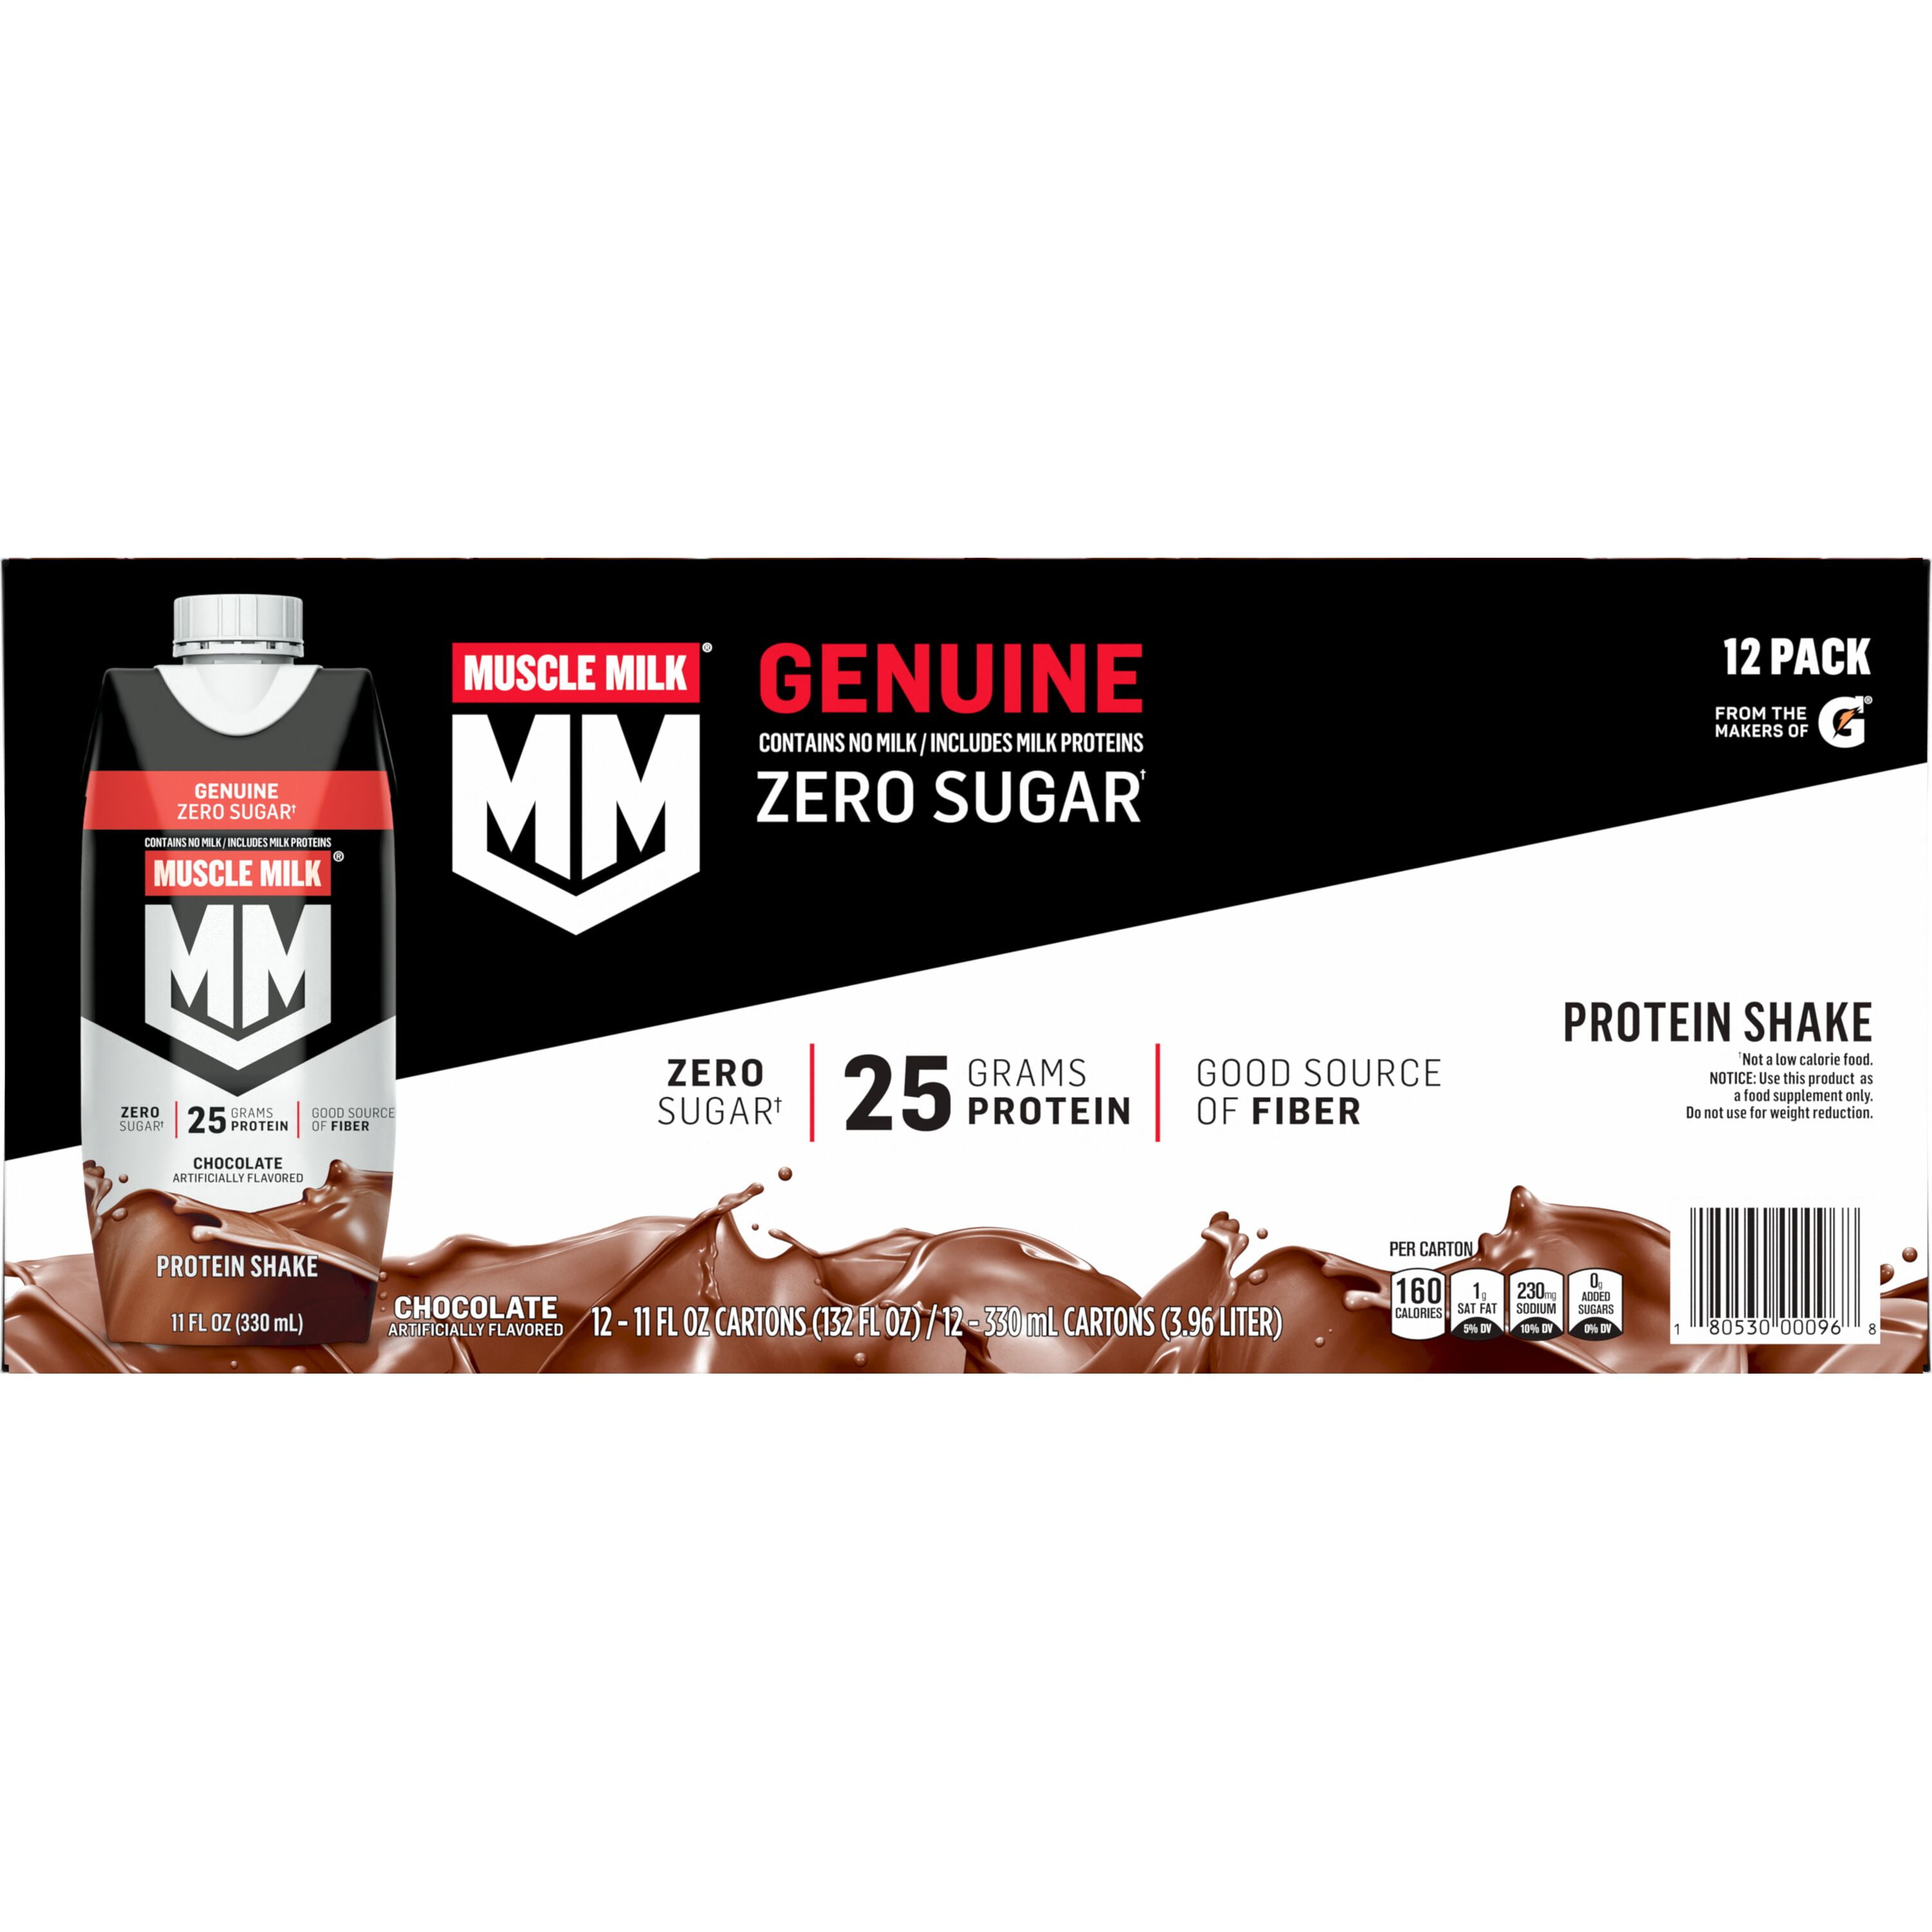 GENUINE
ZERO SUGAR†
CONTAINS NO MILK / INCLUDES MILK PROTEINS
MUSCLE MILK®
MM
ZERO
SUGAR†
25 GRAMS
PROTEIN
GOOD SOURCE
OF FIBER
CHOCOLATE
ARTIFICIALLY FLAVORED
PROTEIN SHAKE
11 FL OZ (330 mL)
MUSCLE MILK®
MM
GENUINE
CONTAINS NO MILK / INCLUDES MILK PROTEINS
ZERO SUGAR†
12 PACK
FROM THE
MAKERS OF G®
ZERO
SUGAR†
25 GRAMS
PROTEIN
GOOD SOURCE
OF FIBER
PROTEIN SHAKE
†Not a low calorie food.
NOTICE: Use this product as
a food supplement only.
Do not use for weight reduction.
CHOCOLATE
ARTIFICIALLY FLAVORED
12 - 11 FL OZ CARTONS (132 FL OZ) / 12 - 330 mL CARTONS (3.96 LITER)
PER CARTON
160
CALORIES
1g
SAT FAT
5% DV
230mg
SODIUM
10% DV
0g
ADDED
SUGARS
0% DV
1 80530 00096 8